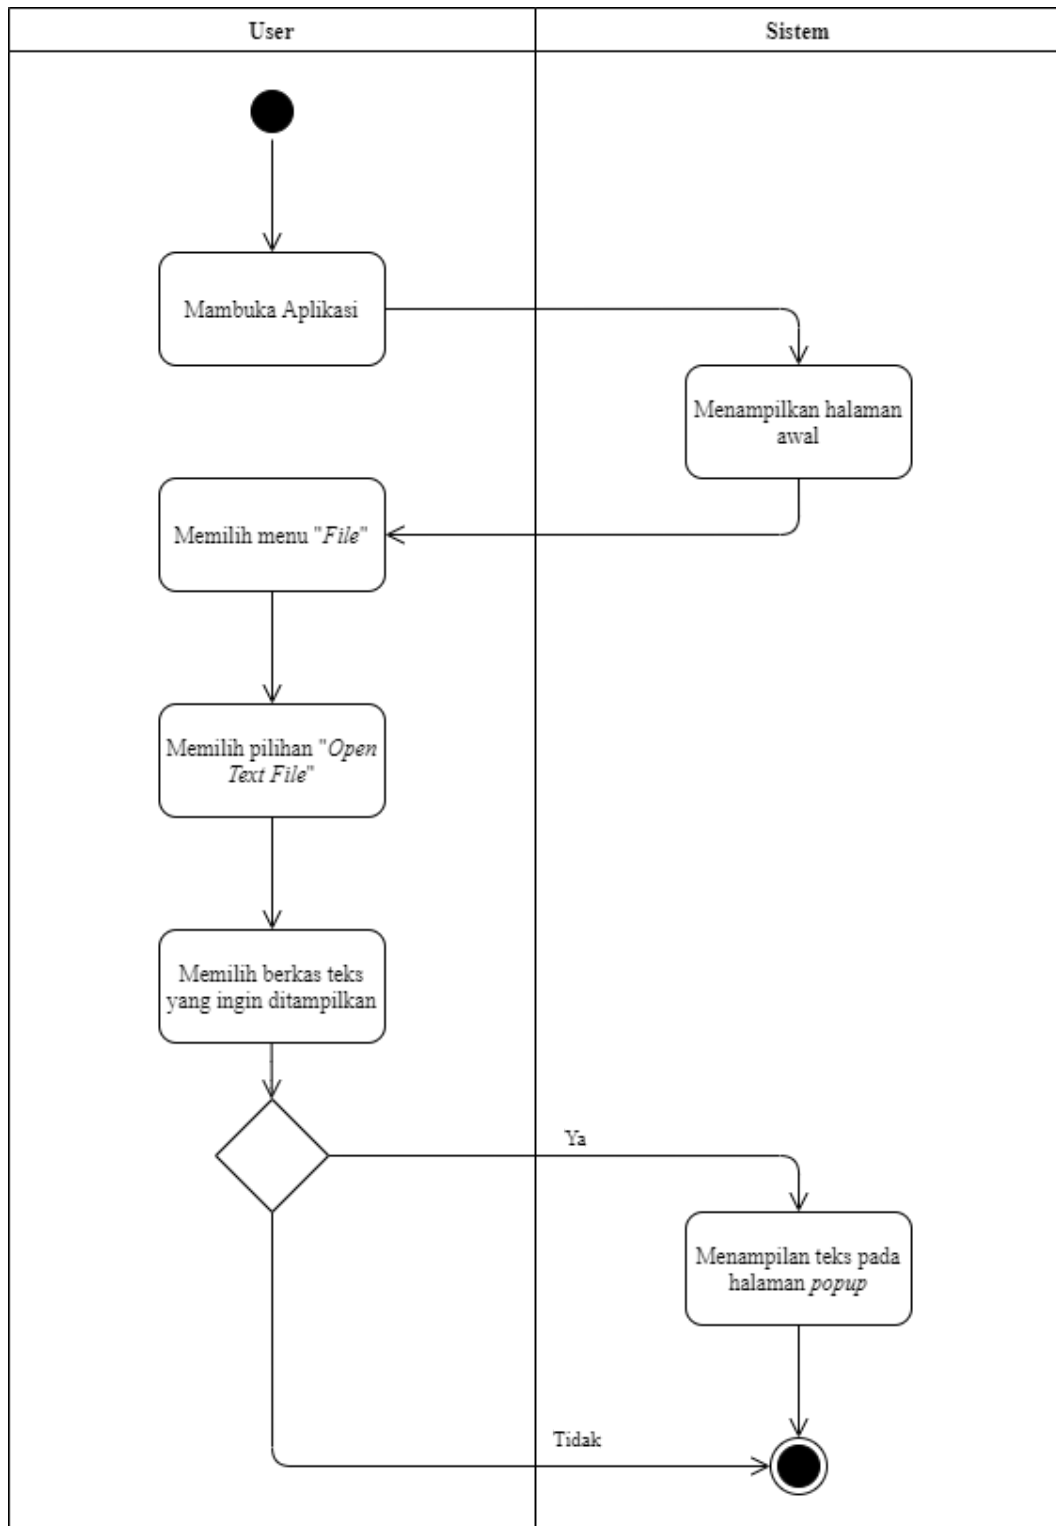 User
Sistem
Mambuka Aplikasi
Menampilkan halaman
awal
Memilih menu "File"
Memilih pilihan "Open
Text File"
Memilih berkas teks
yang ingin ditampilkan
Ya
Menampilan teks pada
halaman popup
Tidak